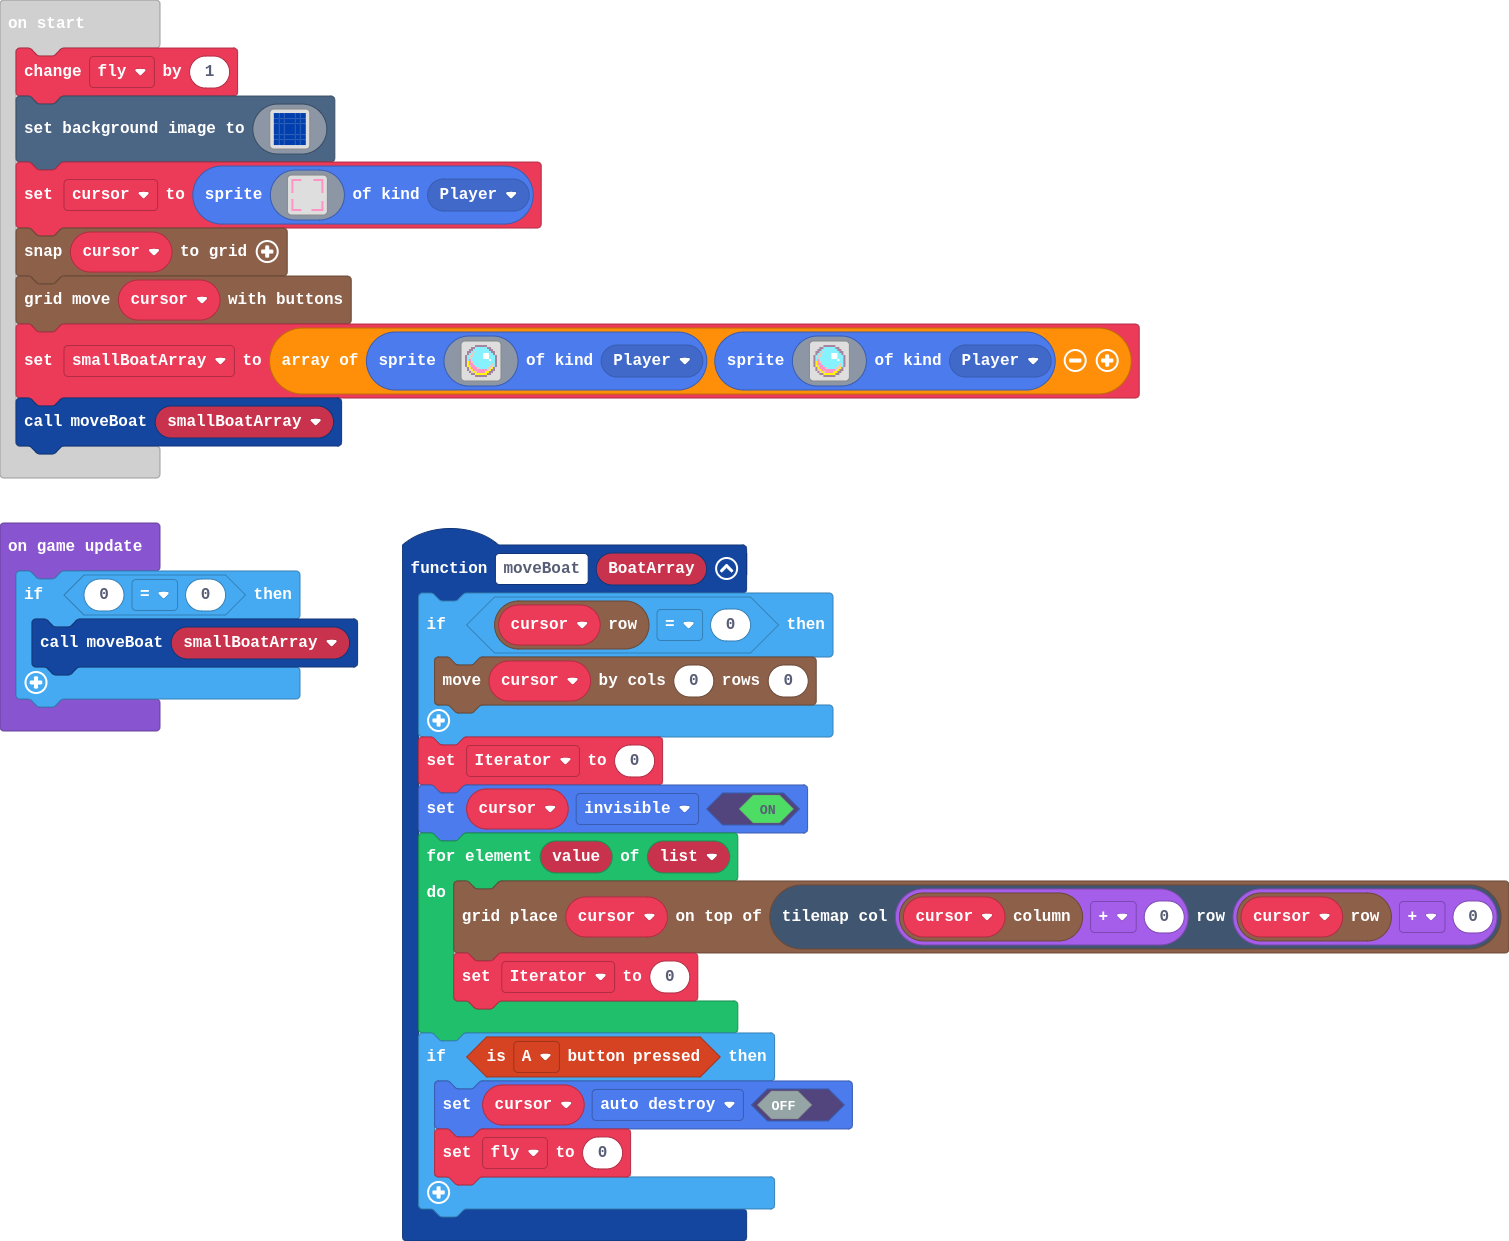 on start
change fly by 1
set background image to
set cursor to sprite of kind Player
snap cursor to grid
grid move cursor with buttons
set smallBoatArray to array of sprite of kind Player sprite of kind Player
call moveBoat smallBoatArray
on game update
if 0 = 0 then
call moveBoat smallBoatArray
function moveBoat BoatArray
if cursor row = 0 then
move cursor by cols 0 rows 0
set Iterator to 0
set cursor invisible ON
for element value of list
do
grid place cursor on top of tilemap col cursor column + 0 row cursor row + 0
set Iterator to 0
if is A button pressed then
set cursor auto destroy OFF
set fly to 0